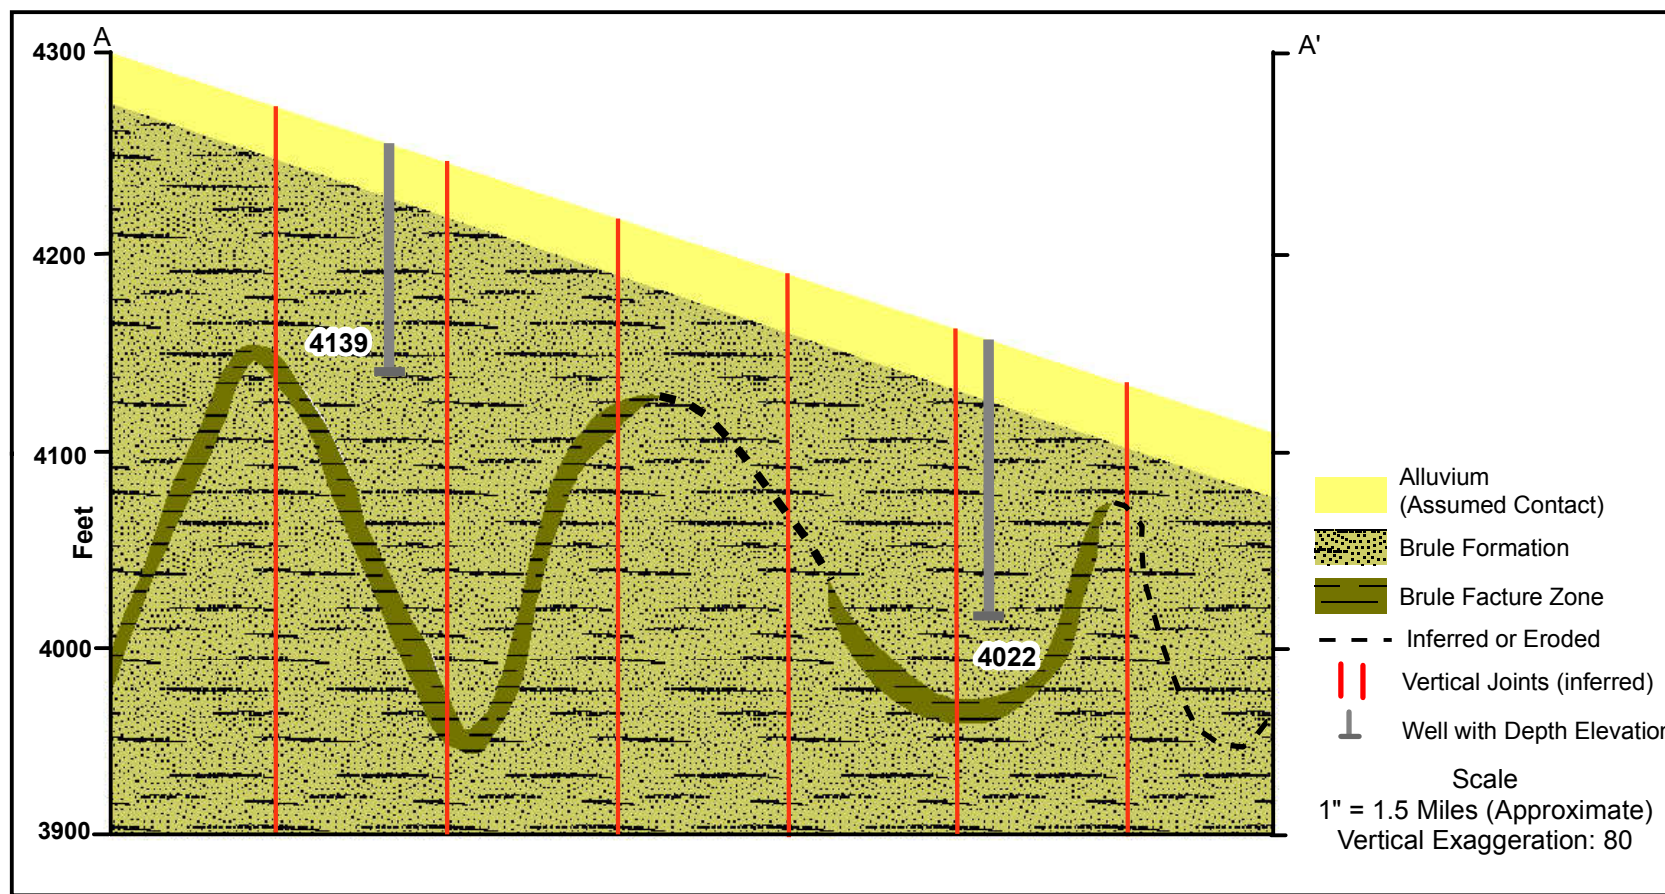 A
A'
4300
4200
4100
4000
3900
Feet
4139
4022
Alluvium
(Assumed Contact)
Brule Formation
Brule Facture Zone
Inferred or Eroded
Vertical Joints (inferred)
Well with Depth Elevation
Scale
1" = 1.5 Miles (Approximate)
Vertical Exaggeration: 80